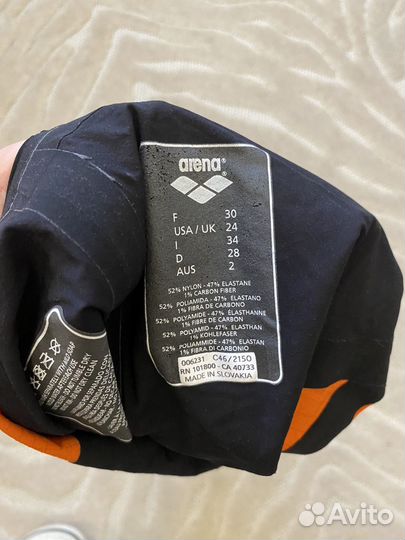 arena®
F 30
USA / UK 24
I 34
D 28
AUS 2
52% NYLON - 47% ELASTANE
1% CARBON FIBER
52% POLIAMIDA - 47% ELASTANO
1% FIBRA DE CARBONO
52% POLYAMIDE - 47% ELASTHANNE
1% FIBRE DE CARBONE
52% POLYAMID - 47% ELASTHAN
1% KOHLEFASER
52% POLIAMMIDE - 47% ELASTAN
1% FIBRA DI CARBONIO
006231 C46/2150
RN 101800 - CA 40733
MADE IN SLOVAKIA
Avito